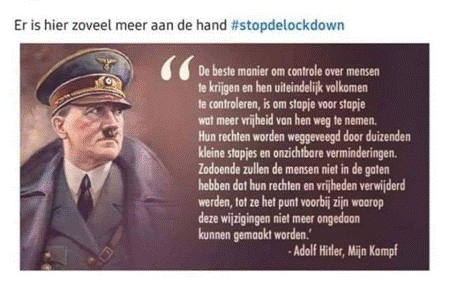 Er is hier zoveel meer aan de hand #stopdelockdown
“De beste manier om controle over mensen
te krijgen en hen uiteindelijk volkomen
te controleren, is om stapje voor stapje
wat meer vrijheid van hen weg te nemen.
Hun rechten worden weggeveegd door duizenden
kleine stapjes en onzichtbare verminderingen.
Zodoende zullen de mensen niet in de gaten
hebben dat hun rechten en vrijheden verwijderd
werden, tot ze het punt voorbij zijn waarop
deze wijzigingen niet meer ongedaan
kunnen gemaakt worden.’
- Adolf Hitler, Mijn Kampf